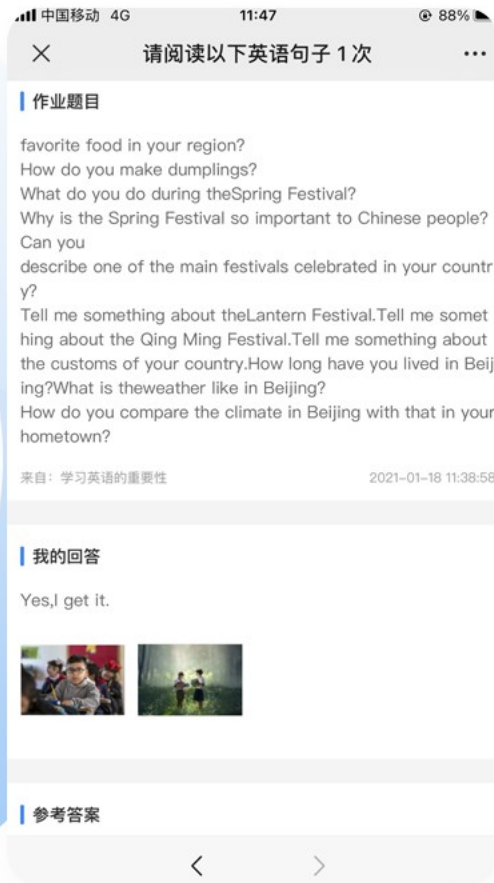 中国移动 4G 11:47 88%
请阅读以下英语句子 1 次
作业题目
favorite food in your region?
How do you make dumplings?
What do you do during theSpring Festival?
Why is the Spring Festival so important to Chinese people?
Can you
describe one of the main festivals celebrated in your countr
y?
Tell me something about theLantern Festival.Tell me somet
hing about the Qing Ming Festival.Tell me something about
the customs of your country.How long have you lived in Beij
ing?What is theweather like in Beijing?
How do you compare the climate in Beijing with that in your
hometown?
来自：学习英语的重要性 2021-01-18 11:38:58
我的回答
Yes,I get it.
参考答案